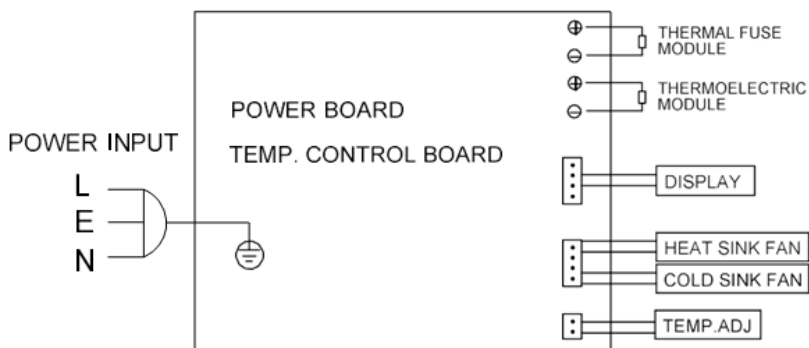 THERMAL FUSE
MODULE
THERMOELECTRIC
MODULE
POWER BOARD
TEMP. CONTROL BOARD
POWER INPUT
L
E
N
DISPLAY
HEAT SINK FAN
COLD SINK FAN
TEMP.ADJ